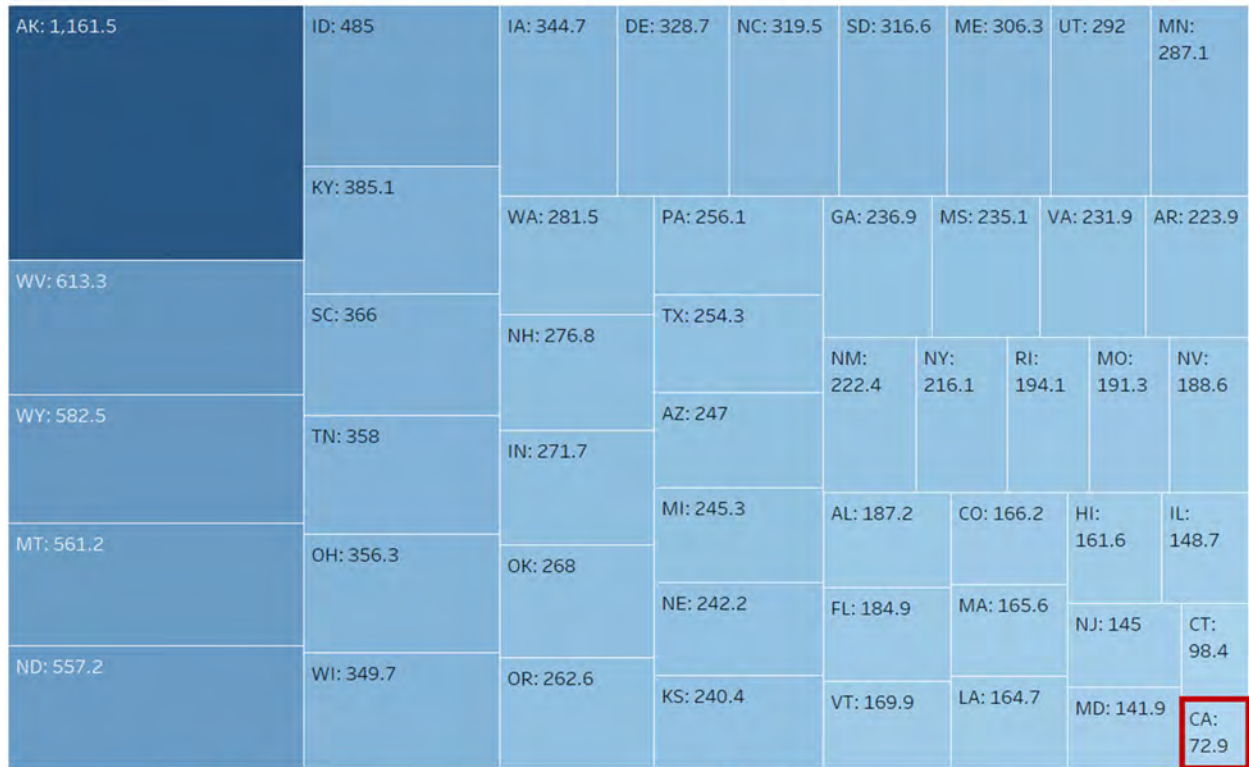 AK: 1,161.5
WV: 613.3
WY: 582.5
MT: 561.2
ND: 557.2
ID: 485
KY: 385.1
SC: 366
TN: 358
OH: 356.3
WI: 349.7
IA: 344.7
DE: 328.7
NC: 319.5
SD: 316.6
ME: 306.3
UT: 292
MN:
287.1
WA: 281.5
NH: 276.8
IN: 271.7
OK: 268
OR: 262.6
PA: 256.1
TX: 254.3
AZ: 247
MI: 245.3
NE: 242.2
KS: 240.4
GA: 236.9
MS: 235.1
VA: 231.9
AR: 223.9
NM:
222.4
NY:
216.1
RI:
194.1
MO:
191.3
NV:
188.6
AL: 187.2
FL: 184.9
VT: 169.9
CO: 166.2
MA: 165.6
LA: 164.7
HI:
161.6
IL:
148.7
NJ: 145
MD: 141.9
CT:
98.4
CA:
72.9